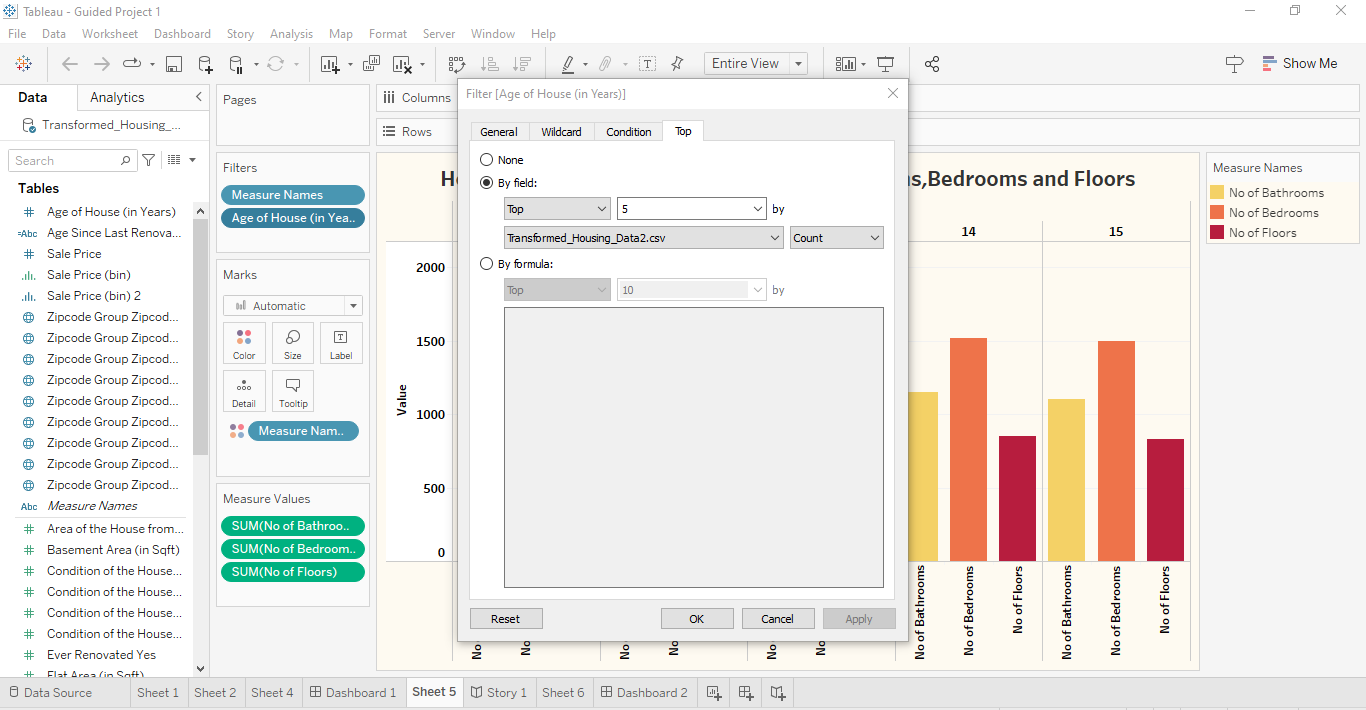 Tableau - Guided Project 1
File Data Worksheet Dashboard Story Analysis Map Format Server Window Help
Entire View
Show Me
Data Analytics
Transformed_Housing_...
Search
Tables
Age of House (in Years)
Abc Age Since Last Renova...
Sale Price
Sale Price (bin)
Sale Price (bin) 2
Zipcode Group Zipcod...
Zipcode Group Zipcod...
Zipcode Group Zipcod...
Zipcode Group Zipcod...
Zipcode Group Zipcod...
Zipcode Group Zipcod...
Zipcode Group Zipcod...
Zipcode Group Zipcod...
Zipcode Group Zipcod...
Abc Measure Names
Area of the House from...
Basement Area (in Sqft)
Condition of the House...
Condition of the House...
Condition of the House...
Condition of the House...
Ever Renovated Yes
Flat Area (in Sqft)
Pages
Filters
Measure Names
Age of House (in Yea..
Marks
Automatic
Color Size Label
Detail Tooltip
Measure Nam..
Measure Values
SUM(No of Bathroo..
SUM(No of Bedroom..
SUM(No of Floors)
Columns
Rows
,Bedrooms and Floors
14 15
2000
1500
1000
500
0
Value
No of Bathrooms
No of Bedrooms
No of Floors
No of Bathrooms
No of Bedrooms
No of Floors
Filter [Age of House (in Years)]
General Wildcard Condition Top
None
By field:
Top 5 by
Transformed_Housing_Data2.csv Count
By formula:
Top 10 by
Reset OK Cancel Apply
Measure Names
No of Bathrooms
No of Bedrooms
No of Floors
Data Source Sheet 1 Sheet 2 Sheet 4 Dashboard 1 Sheet 5 Story 1 Sheet 6 Dashboard 2